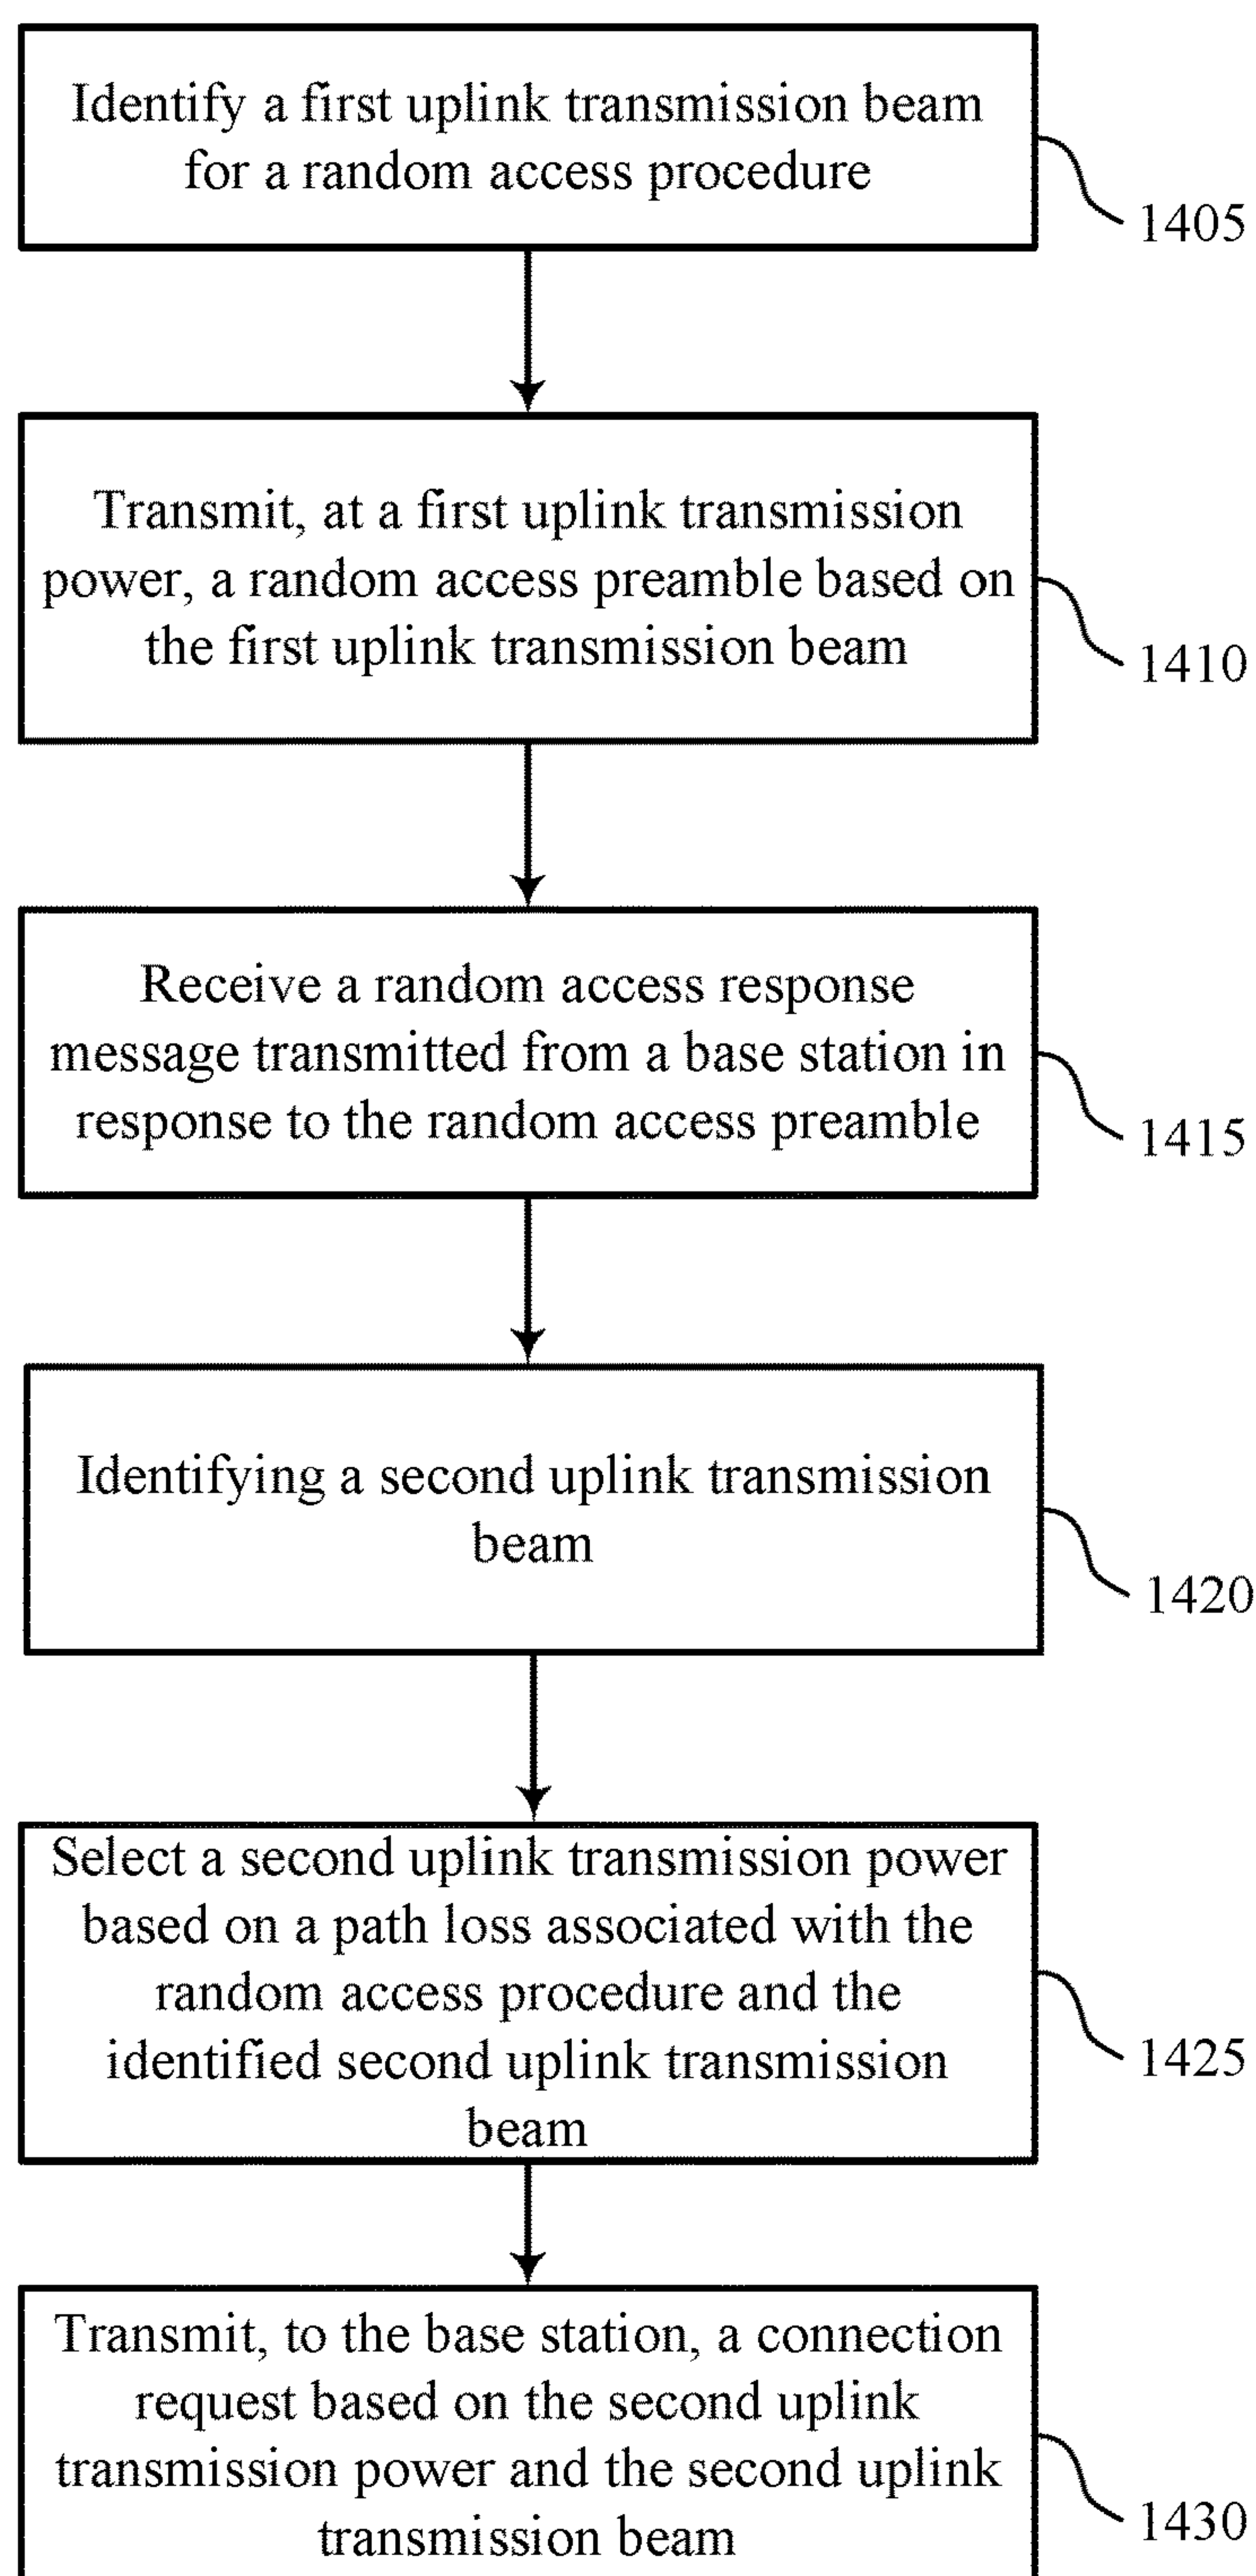 Identify a first uplink transmission beam
for a random access procedure
1405
Transmit, at a first uplink transmission
power, a random access preamble based on
the first uplink transmission beam
1410
Receive a random access response
message transmitted from a base station in
response to the random access preamble
1415
Identifying a second uplink transmission
beam
1420
Select a second uplink transmission power
based on a path loss associated with the
random access procedure and the
identified second uplink transmission
beam
1425
Transmit, to the base station, a connection
request based on the second uplink
transmission power and the second uplink
transmission beam
1430